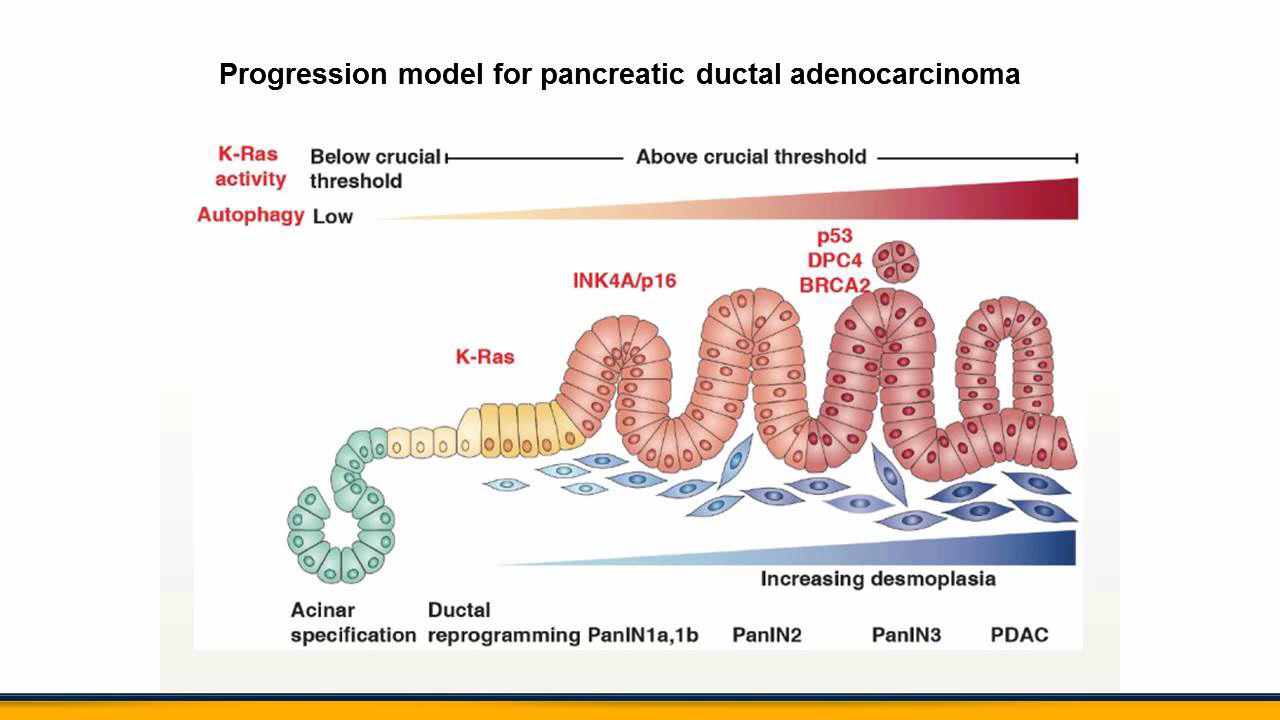 Progression model for pancreatic ductal adenocarcinoma
K-Ras
activity
Below crucial
threshold
Above crucial threshold
Autophagy
Low
p53
DPC4
BRCA2
INK4A/p16
K-Ras
Increasing desmoplasia
Acinar
specification
Ductal
reprogramming
PanIN1a,1b
PanIN2
PanIN3
PDAC